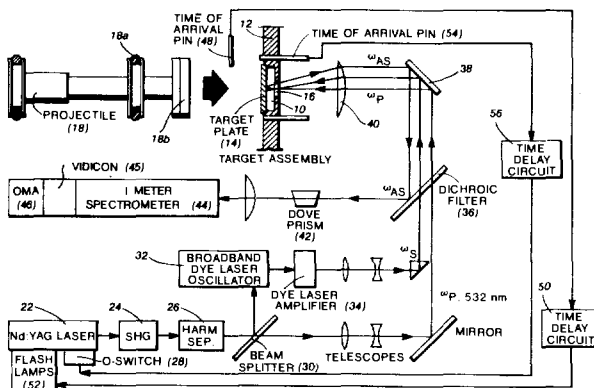 18a
TIME OF
ARRIVAL
PIN (48)
12
TIME OF ARRIVAL
PIN (54)
ωAS
38
PROJECTILE
(18)
18b
TARGET
PLATE
(14)
16
10
ωP
40
TARGET ASSEMBLY
56
TIME
DELAY
CIRCUIT
VIDICON (45)
OMA
(46)
1 METER
SPECTROMETER (44)
DOVE
PRISM
(42)
ωAS
DICHROIC
FILTER
(36)
32
BROADBAND
DYE LASER
OSCILLATOR
DYE LASER
AMPLIFIER (34)
ωS
ωP, 532 nm
50
22
24
26
Nd:YAG LASER
SHG
HARM
SEP.
TIME
DELAY
CIRCUIT
MIRROR
TELESCOPES
O-SWITCH (28)
BEAM
SPLITTER (30)
FLASH
LAMPS
(52)